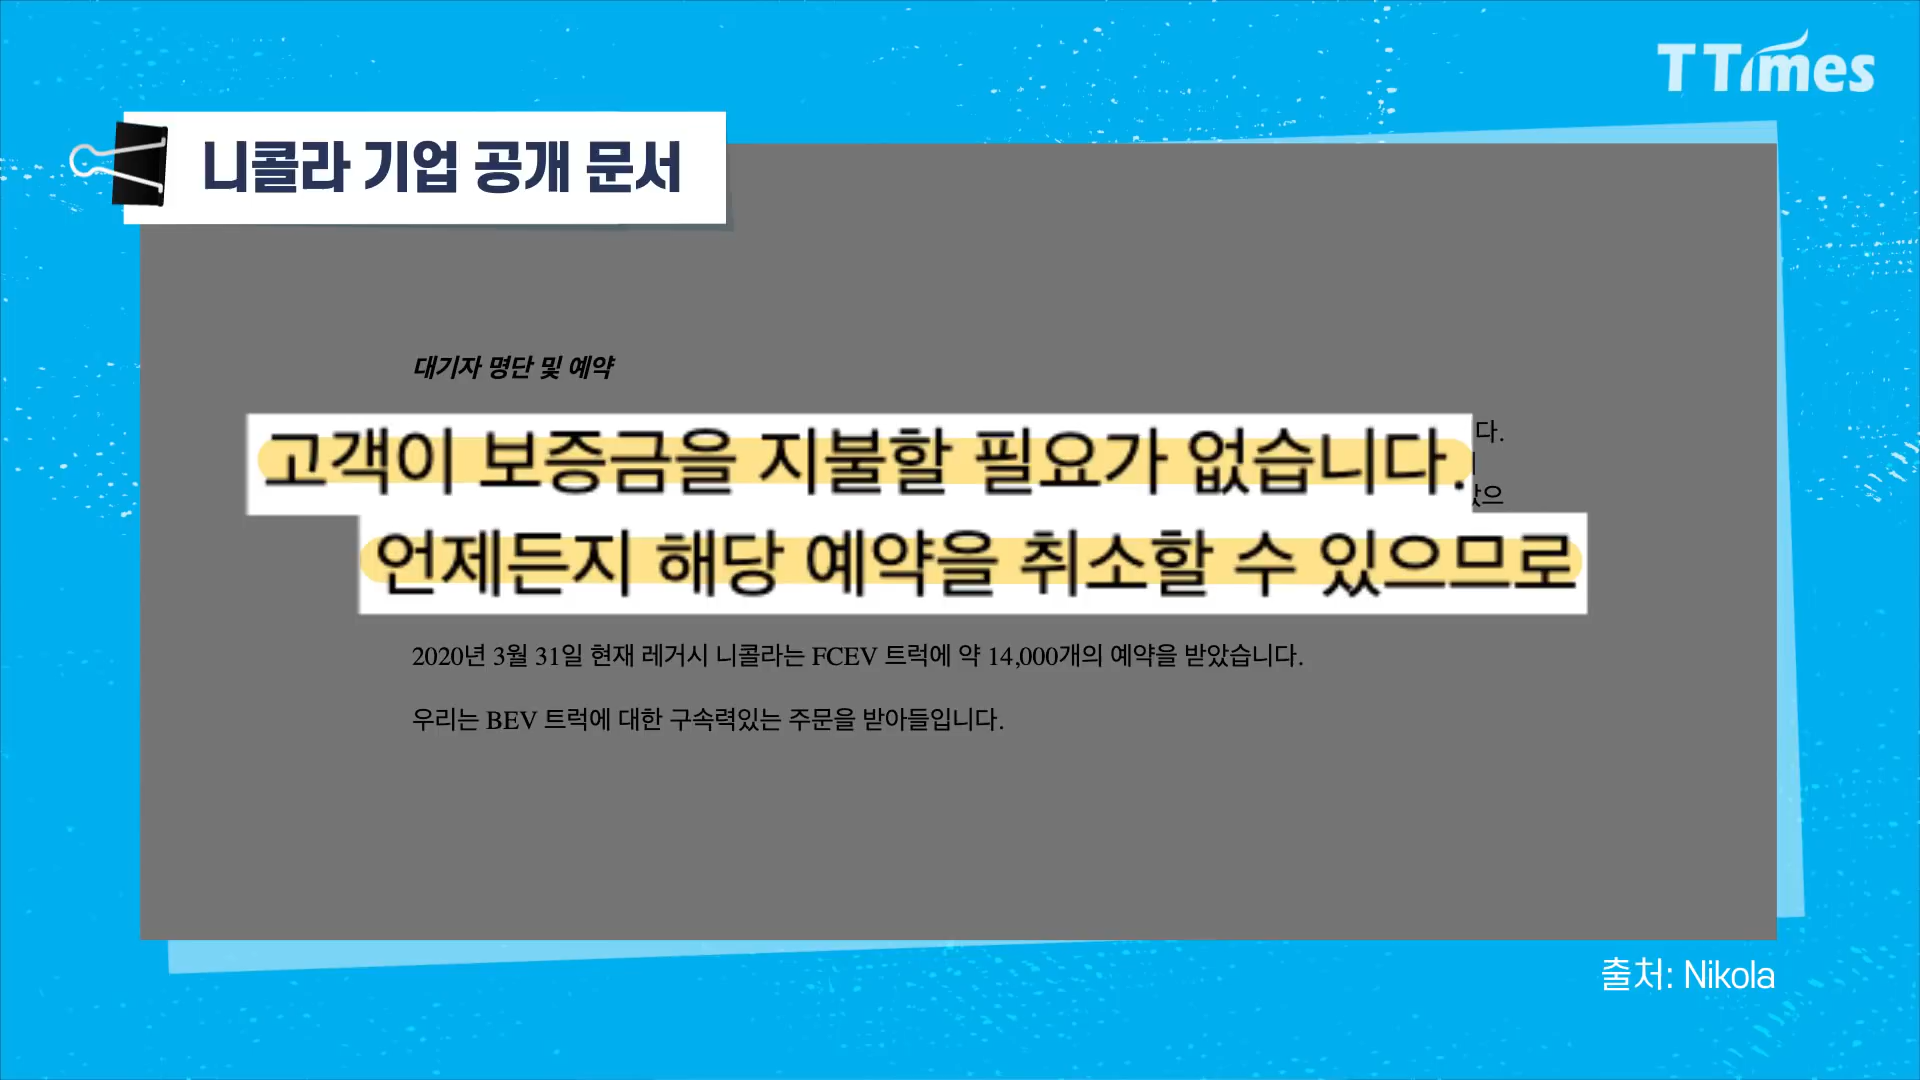 TTimes
니콜라 기업 공개 문서
대기자 명단 및 예약
다.
고객이 보증금을 지불할 필요가 없습니다.
언제든지 해당 예약을 취소할 수 있으므로
2020년 3월 31일 현재 레거시 니콜라는 FCEV 트럭에 약 14,000개의 예약을 받았습니다.
우리는 BEV 트럭에 대한 구속력있는 주문을 받아들입니다.
출처: Nikola